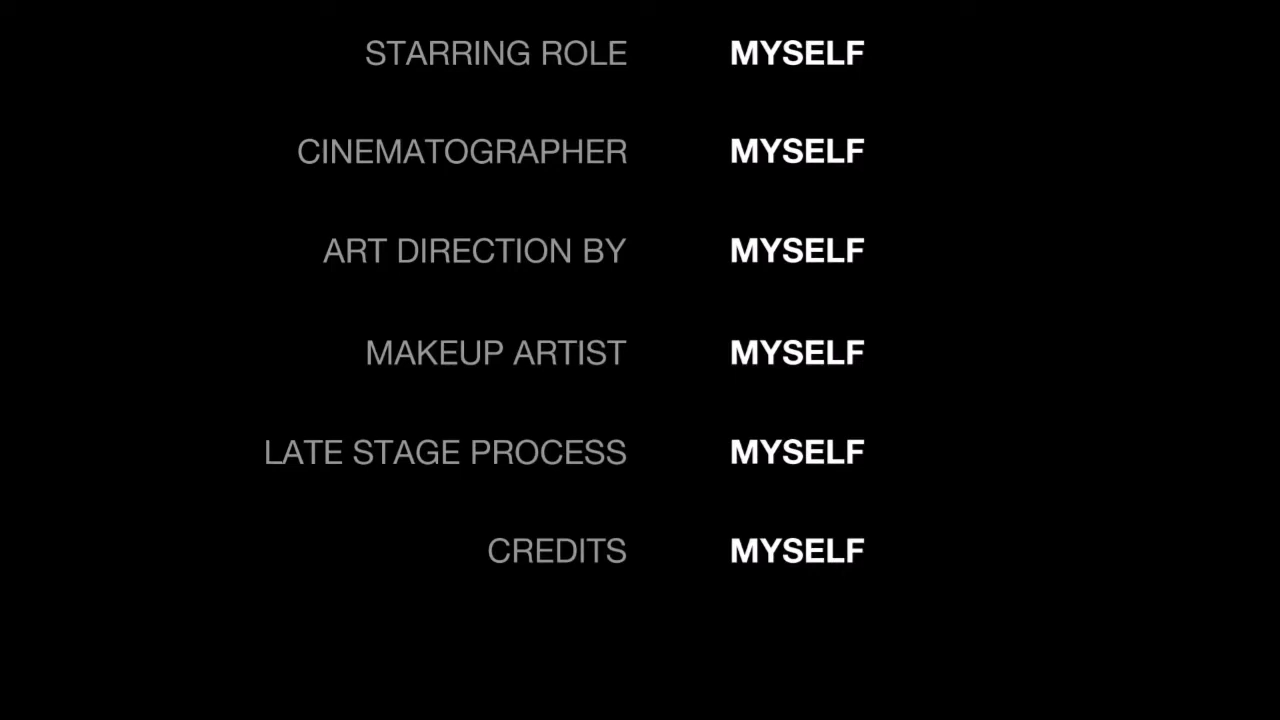 STARRING ROLE MYSELF
CINEMATOGRAPHER MYSELF
ART DIRECTION BY MYSELF
MAKEUP ARTIST MYSELF
LATE STAGE PROCESS MYSELF
CREDITS MYSELF